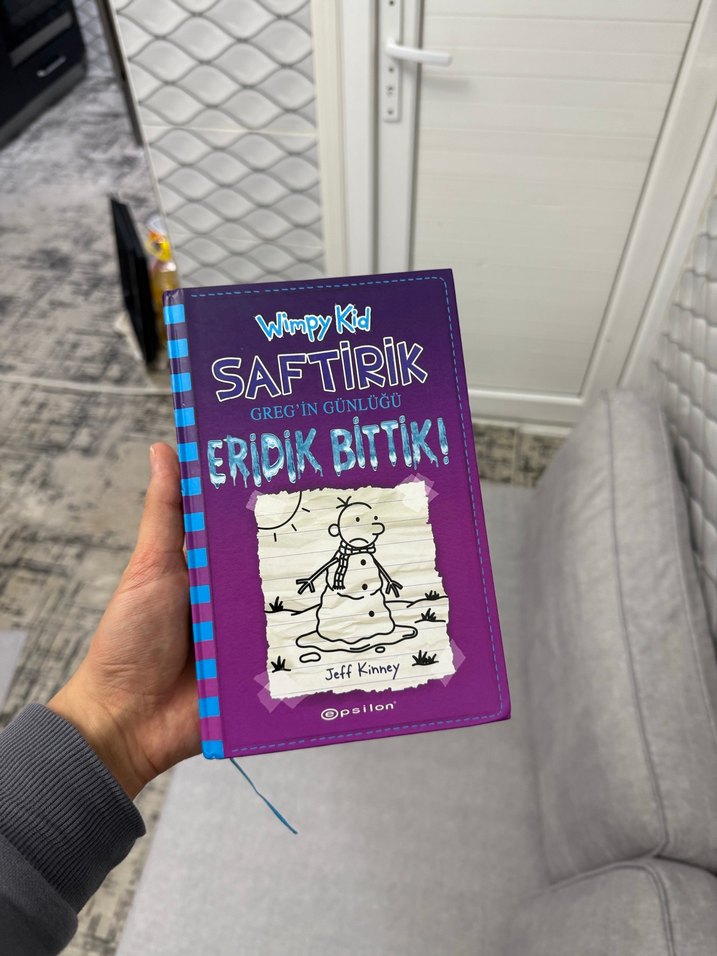 Wimpy Kid
SAFTİRİK
GREG'İN GÜNLÜĞÜ
ERİDİK BİTTİK!
Jeff Kinney
epsilon